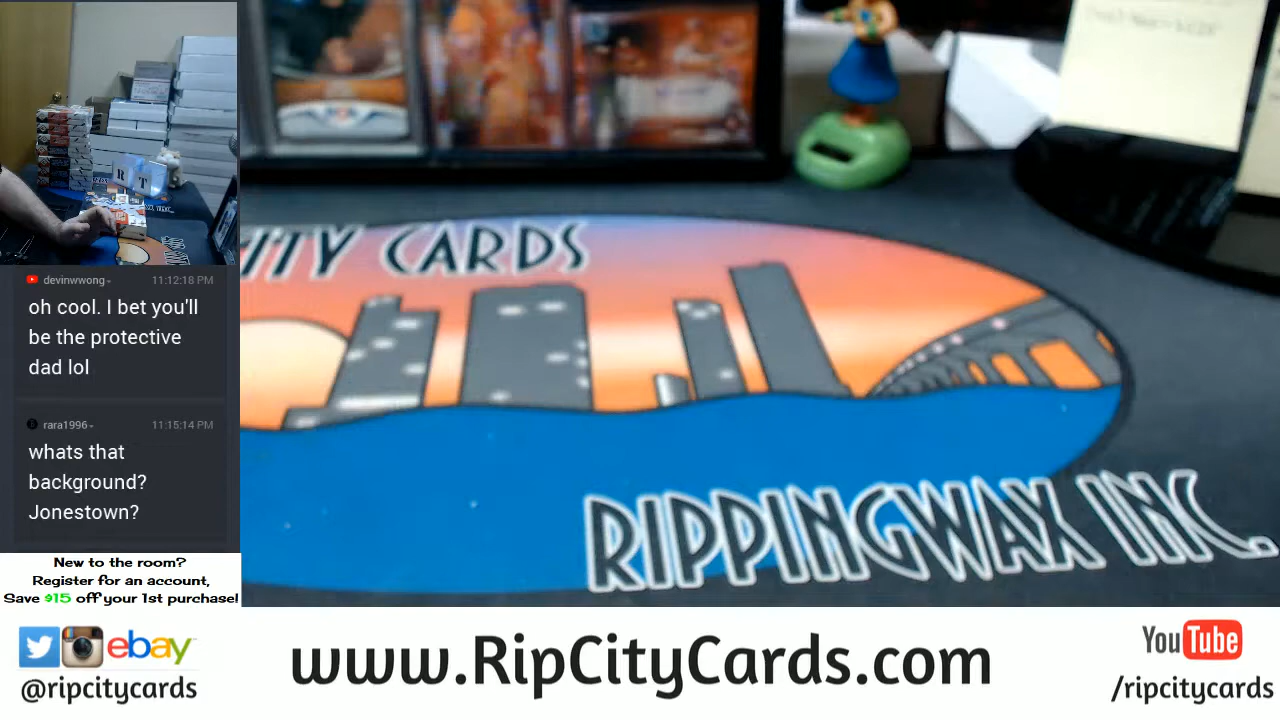 R T
CITY CARDS
RIPPINGWAX INC.
devinwwong
11:12:18 PM
oh cool. I bet you'll
be the protective
dad lol
rara1996
11:15:14 PM
whats that
background?
Jonestown?
New to the room?
Register for an account,
Save $15 off your 1st purchase!
ebay
@ripcitycards
www.RipCityCards.com
YouTube
/ripcitycards